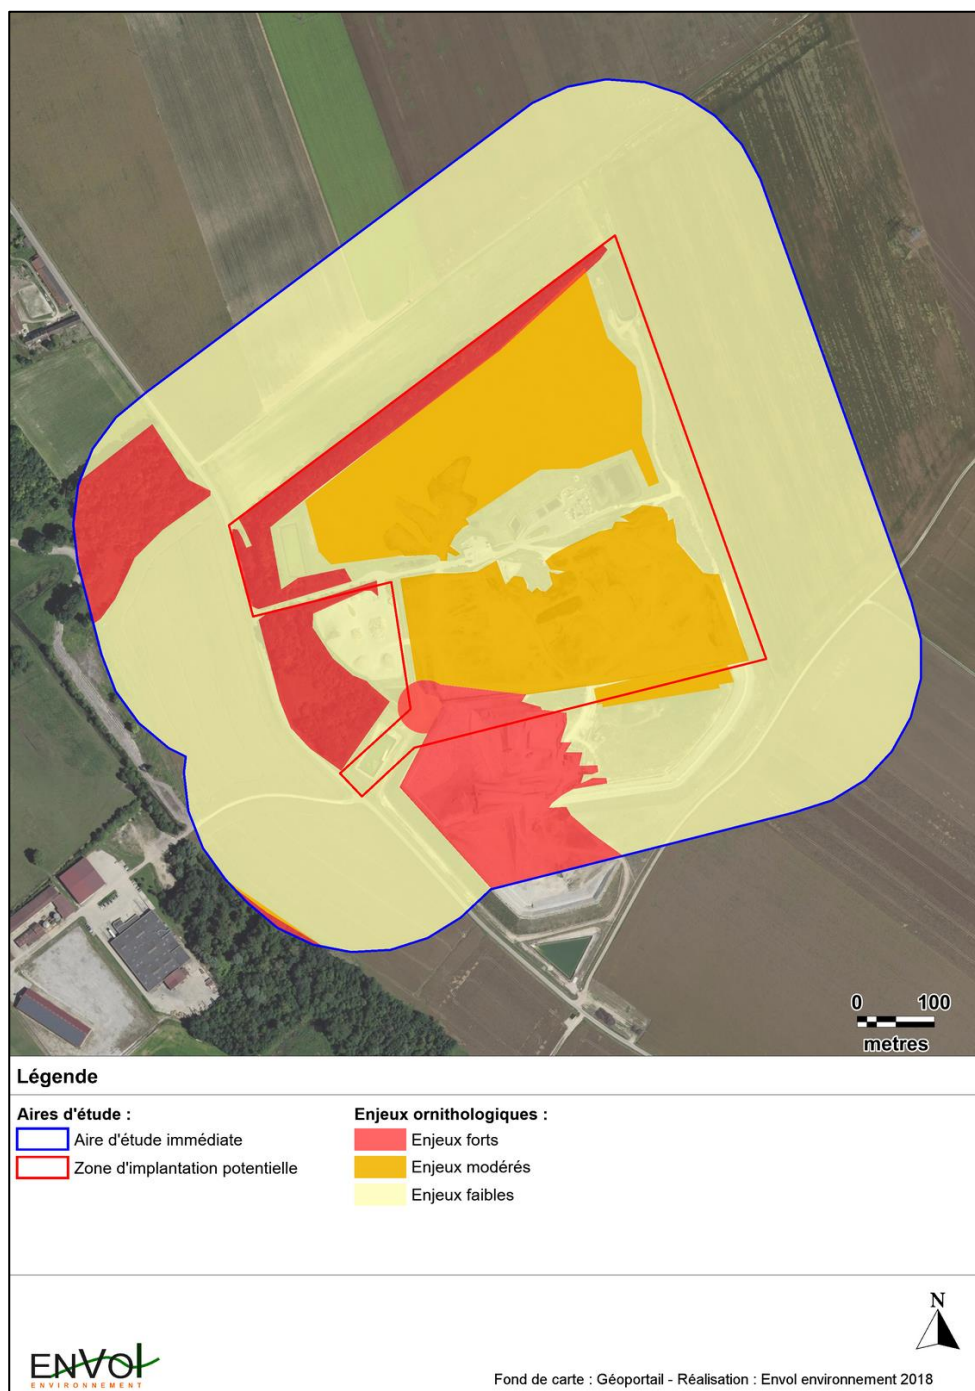 0 100
metres
Légende
Aires d'étude :
Aire d'étude immédiate
Zone d'implantation potentielle
Enjeux ornithologiques :
Enjeux forts
Enjeux modérés
Enjeux faibles
N
ENVOl
ENVIRONNEMENT
Fond de carte : Géoportail - Réalisation : Envol environnement 2018